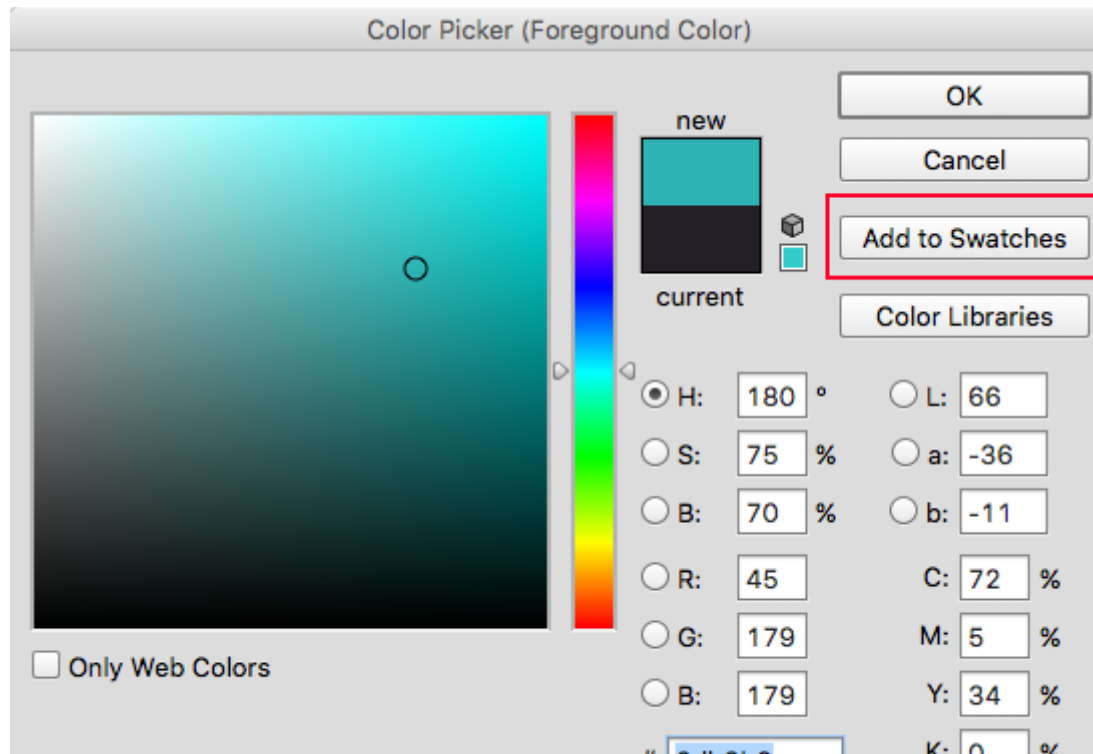 Color Picker (Foreground Color)
new
current
OK
Cancel
Add to Swatches
Color Libraries
H: 180 °
S: 75 %
B: 70 %
R: 45
G: 179
B: 179
L: 66
a: -36
b: -11
C: 72 %
M: 5 %
Y: 34 %
K: 0 %
Only Web Colors